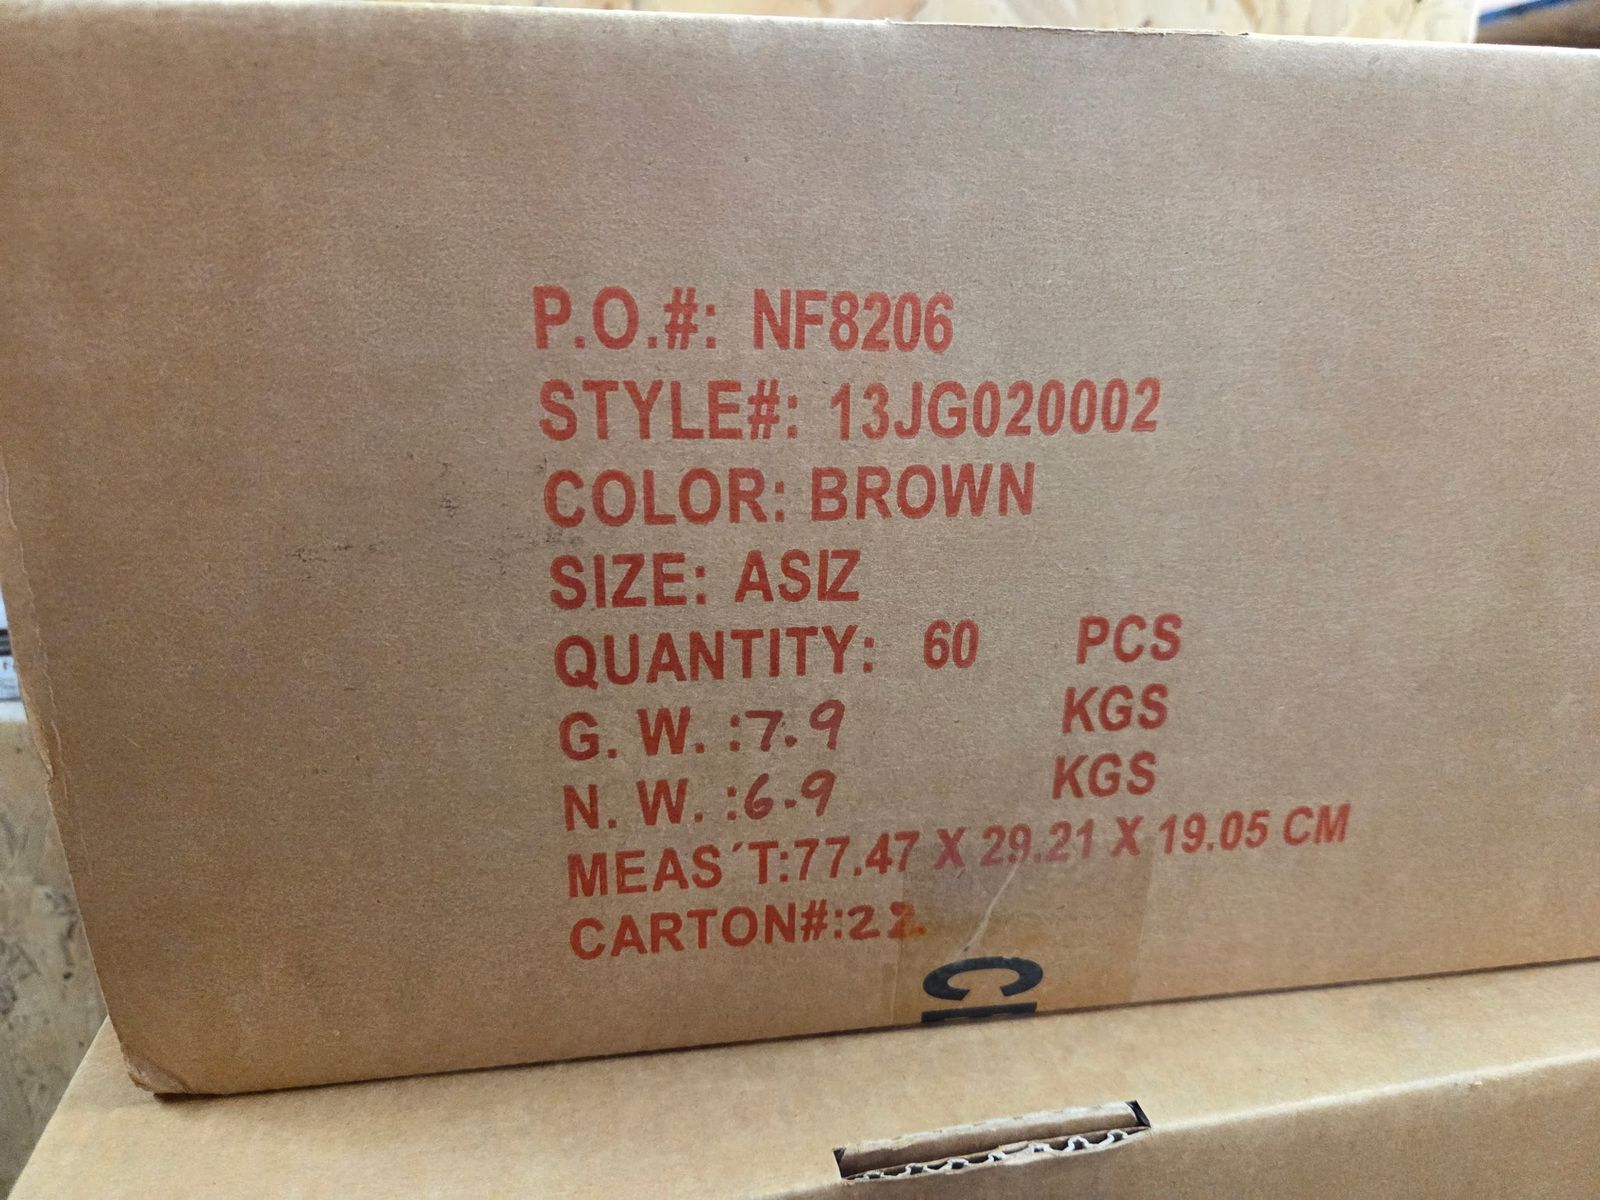 P.O.#: NF8206
STYLE#: 13JG020002
COLOR: BROWN
SIZE: ASIZ
QUANTITY: 60 PCS
G. W. :7.9 KGS
N. W. :6.9 KGS
MEAS´T:77.47 X 29.21 X 19.05 CM
CARTON#:22.